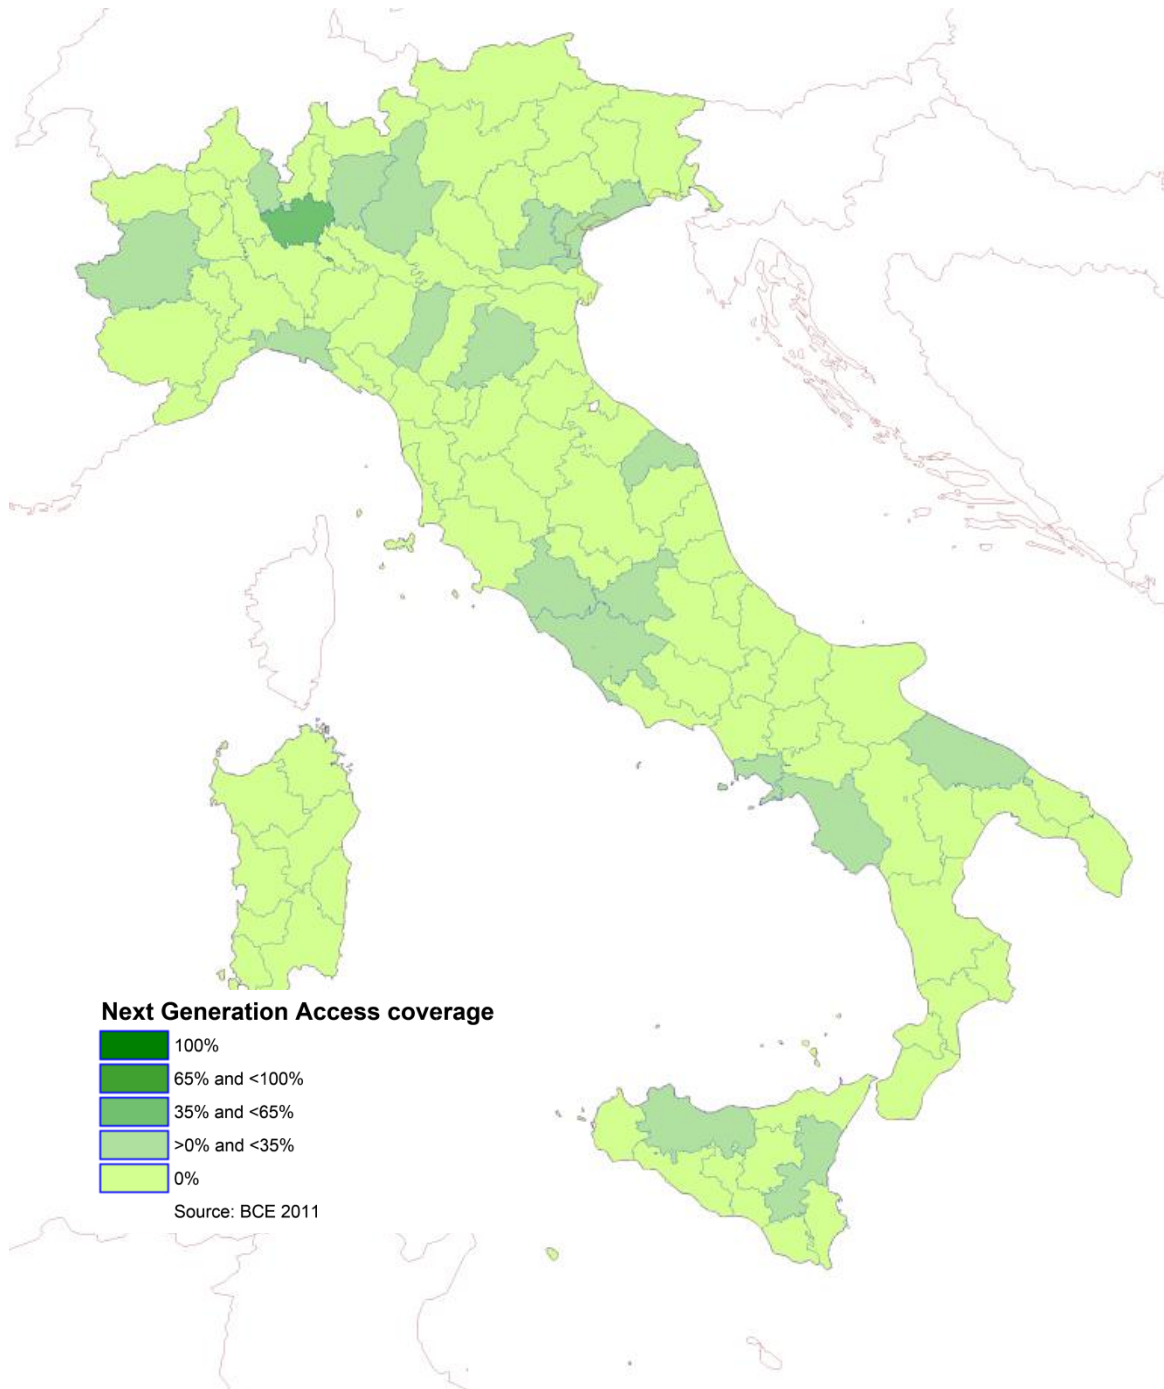 Next Generation Access coverage
100%
65% and <100%
35% and <65%
>0% and <35%
0%
Source: BCE 2011